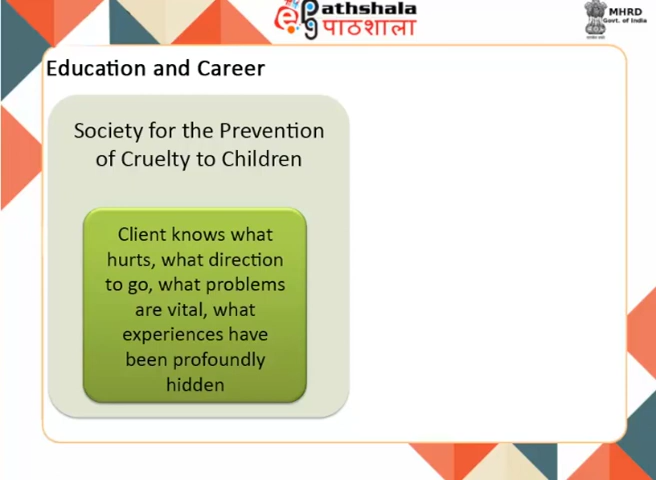 ePathshala
पाठशाला
MHRD
Govt. of India
Education and Career
Society for the Prevention
of Cruelty to Children
Client knows what
hurts, what direction
to go, what problems
are vital, what
experiences have
been profoundly
hidden